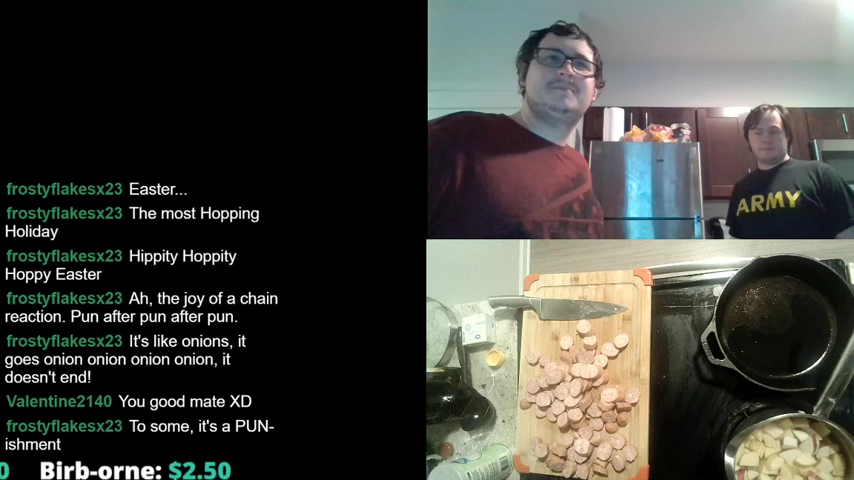 frostyflakesx23 Easter...
frostyflakesx23 The most Hopping
Holiday
frostyflakesx23 Hippity Hoppity
Hoppy Easter
frostyflakesx23 Ah, the joy of a chain
reaction. Pun after pun after pun.
frostyflakesx23 It's like onions, it
goes onion onion onion onion, it
doesn't end!
Valentine2140 You good mate XD
frostyflakesx23 To some, it's a PUN-
ishment
0 Birb-orne: $2.50
ARMY